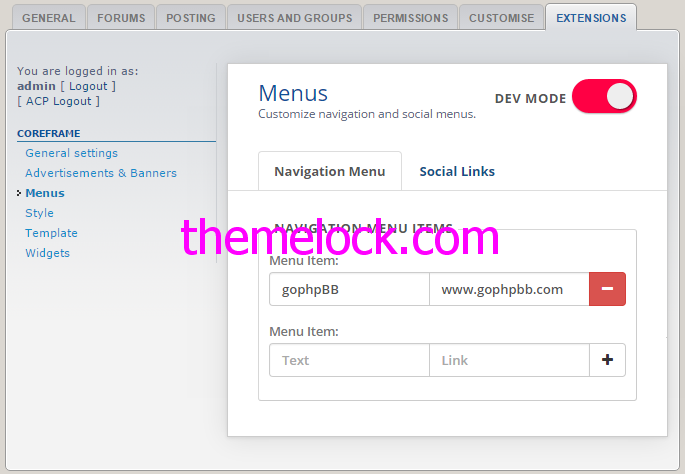 GENERAL FORUMS POSTING USERS AND GROUPS PERMISSIONS CUSTOMISE EXTENSIONS
You are logged in as:
admin [ Logout ]
[ ACP Logout ]
COREFRAME
General settings
Advertisements & Banners
Menus
Style
Template
Widgets
Menus
Customize navigation and social menus.
DEV MODE
Navigation Menu Social Links
NAVIGATION MENU ITEMS
themelock.com
Menu Item:
gophpBB www.gophpbb.com
Menu Item:
Text Link